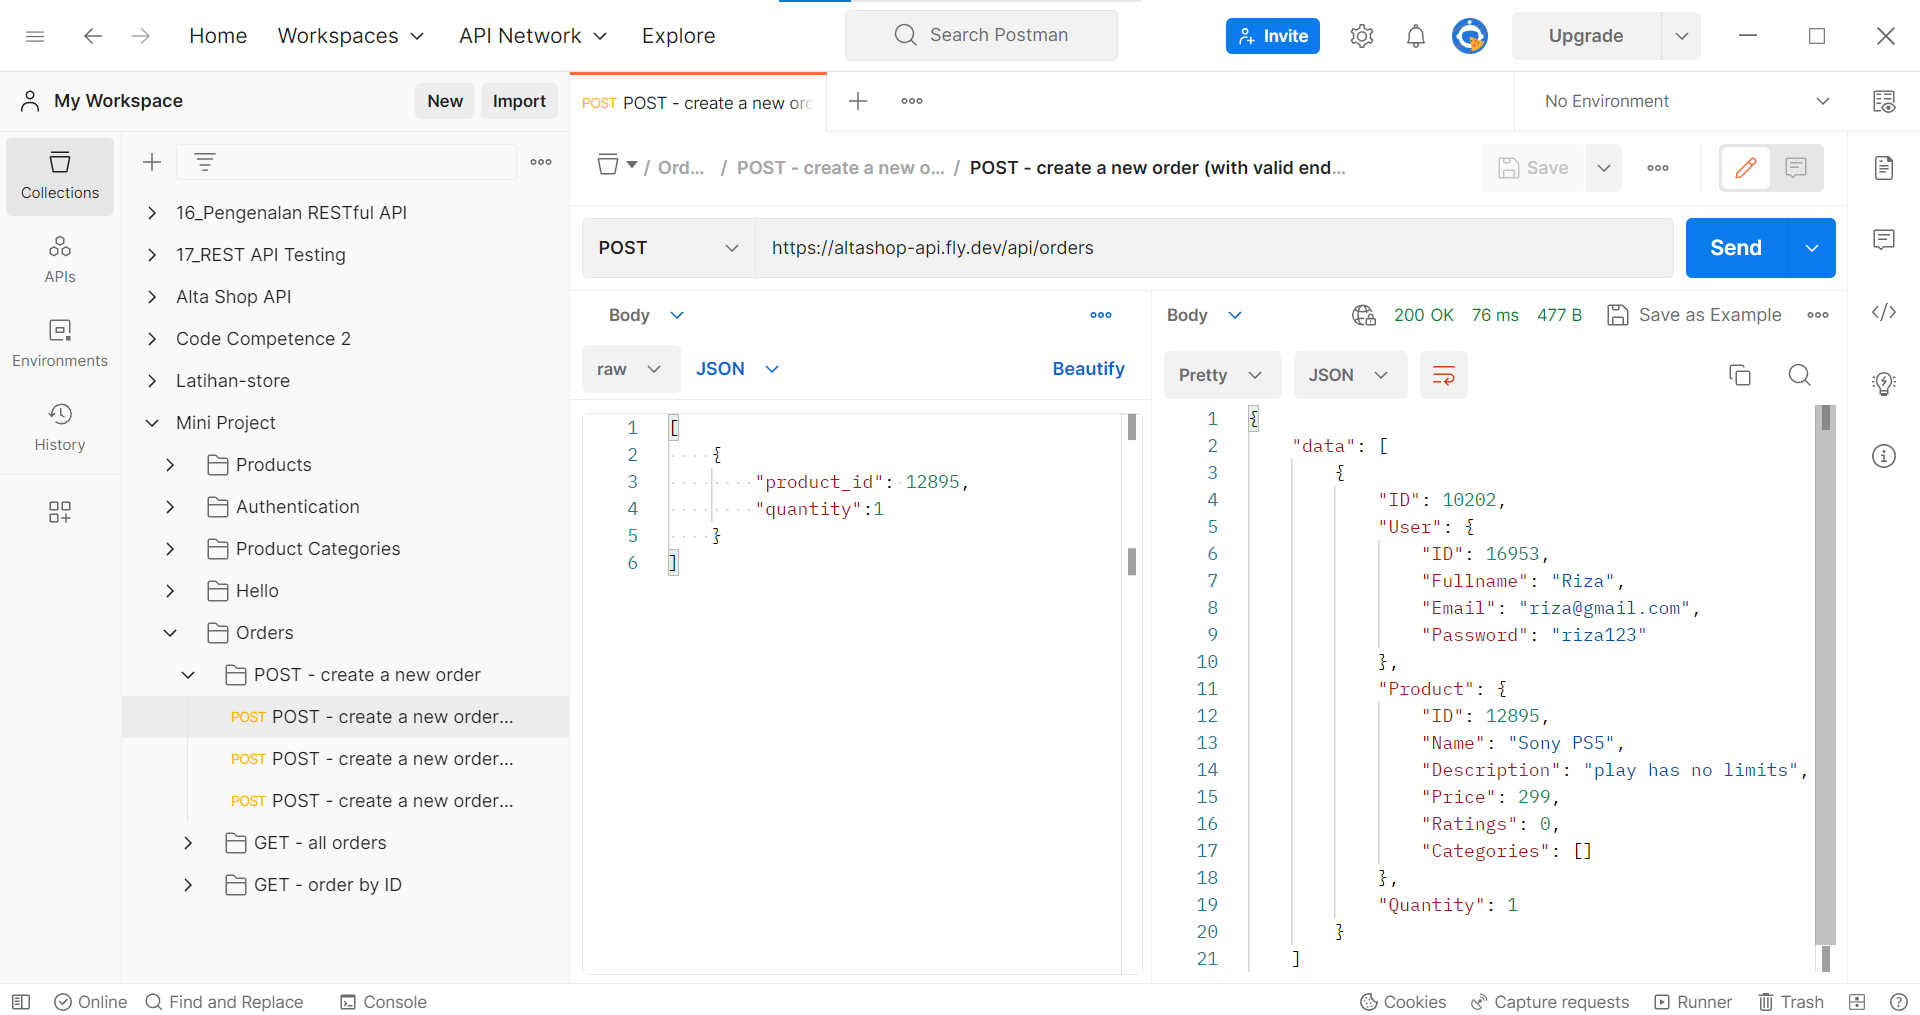 Home Workspaces API Network Explore Search Postman Invite Upgrade
My Workspace New Import
POST POST - create a new orc
No Environment
Collections
APIs
Environments
History
16_Pengenalan RESTful API
17_REST API Testing
Alta Shop API
Code Competence 2
Latihan-store
Mini Project
Products
Authentication
Product Categories
Hello
Orders
POST - create a new order
POST POST - create a new order...
POST POST - create a new order...
POST POST - create a new order...
GET - all orders
GET - order by ID
/ Ord... / POST - create a new o... / POST - create a new order (with valid end...
Save
POST https://altashop-api.fly.dev/api/orders Send
Body
raw JSON Beautify
1 [
2 ····{
3 ········"product_id":·12895,
4 ········"quantity":1
5 ····}
6 ]
Body 200 OK 76 ms 477 B Save as Example
Pretty JSON
1 {
2 "data": [
3 {
4 "ID": 10202,
5 "User": {
6 "ID": 16953,
7 "Fullname": "Riza",
8 "Email": "riza@gmail.com",
9 "Password": "riza123"
10 },
11 "Product": {
12 "ID": 12895,
13 "Name": "Sony PS5",
14 "Description": "play has no limits",
15 "Price": 299,
16 "Ratings": 0,
17 "Categories": []
18 },
19 "Quantity": 1
20 }
21 ]
Online Find and Replace Console Cookies Capture requests Runner Trash